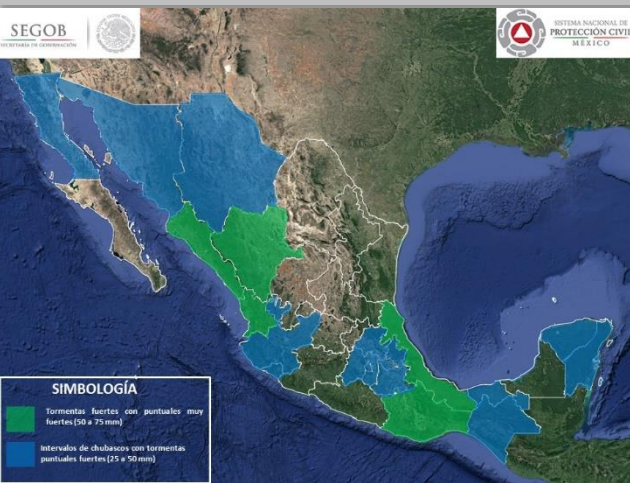 SEGOB
SECRETARÍA DE GOBERNACIÓN
SISTEMA NACIONAL DE
PROTECCIÓN CIVIL
MÉXICO
SIMBOLOGÍA
Tormentas fuertes con puntuales muy
fuertes (50 a 75 mm)
Intervalos de chubascos con tormentas
puntuales fuertes (25 a 50 mm)